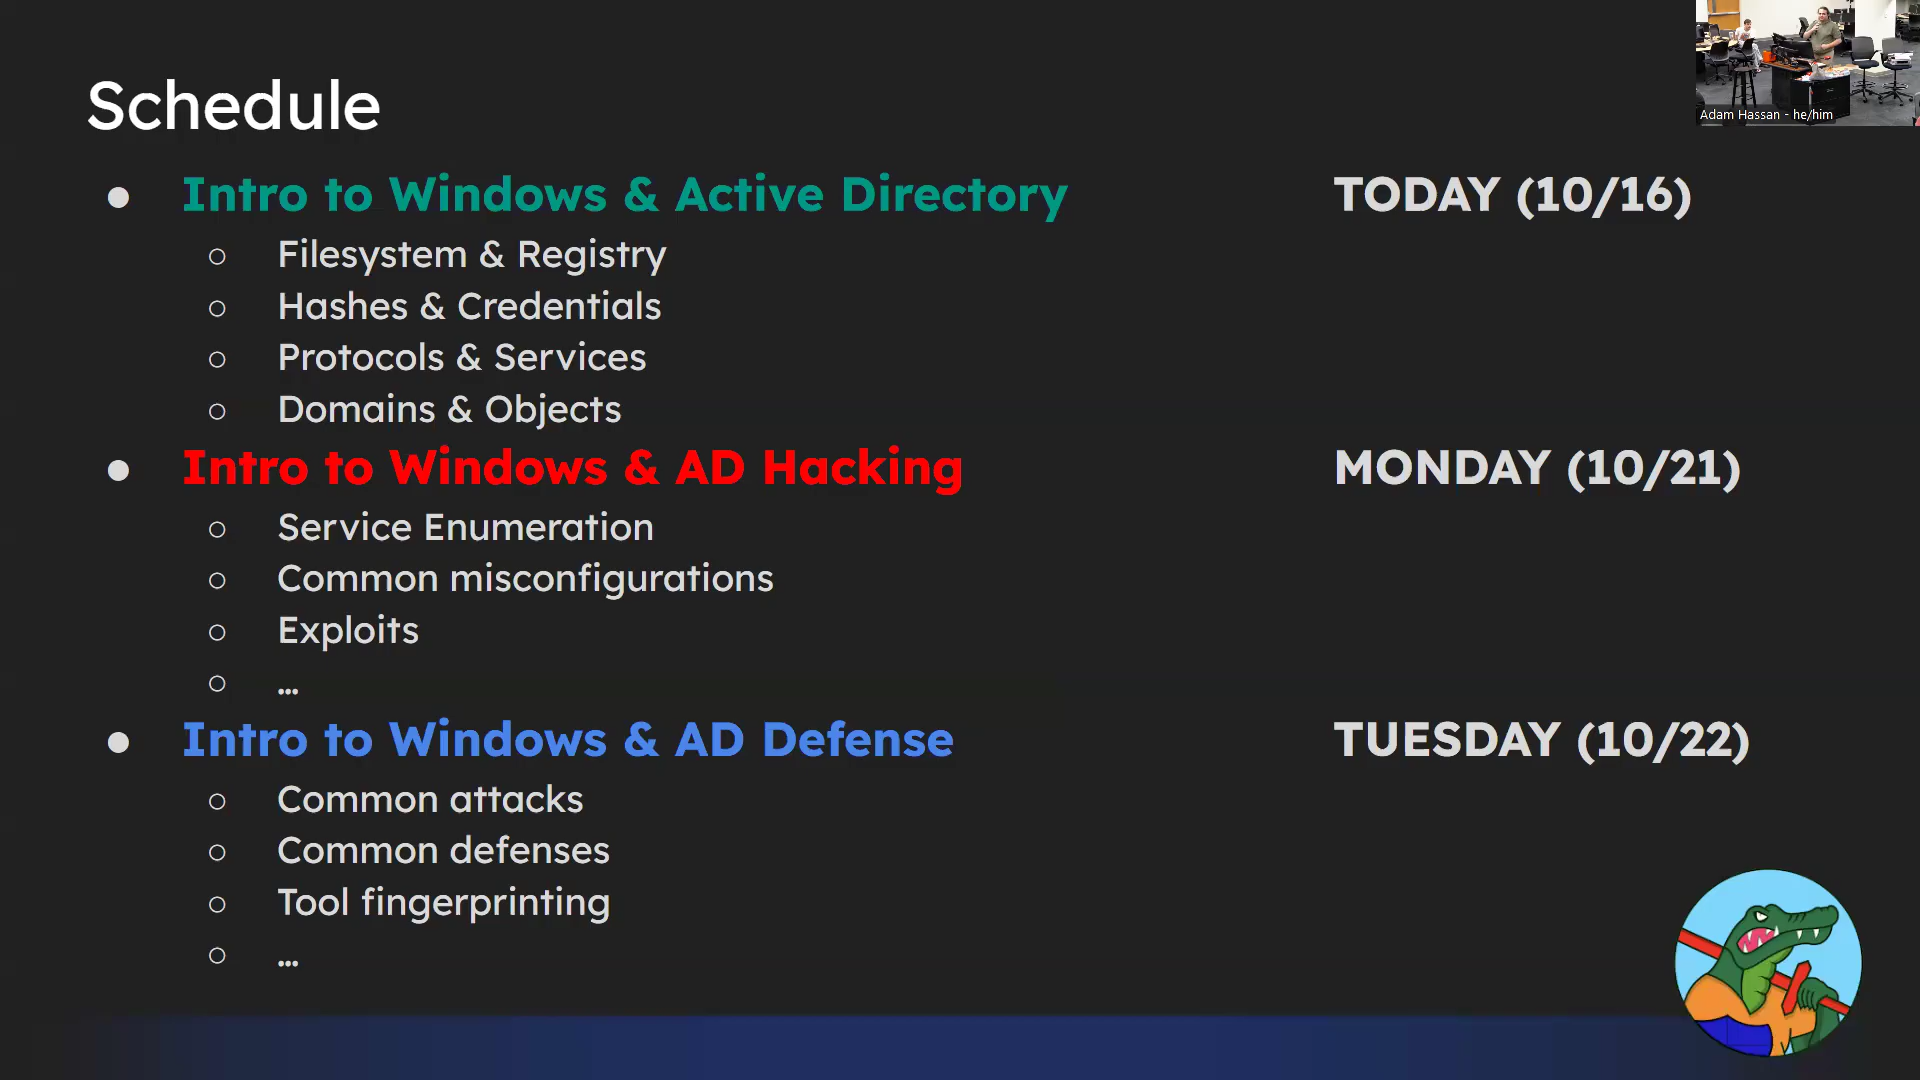 Schedule
Adam Hassan - he/him
● Intro to Windows & Active Directory TODAY (10/16)
○ Filesystem & Registry
○ Hashes & Credentials
○ Protocols & Services
○ Domains & Objects
● Intro to Windows & AD Hacking MONDAY (10/21)
○ Service Enumeration
○ Common misconfigurations
○ Exploits
○ ...
● Intro to Windows & AD Defense TUESDAY (10/22)
○ Common attacks
○ Common defenses
○ Tool fingerprinting
○ ...